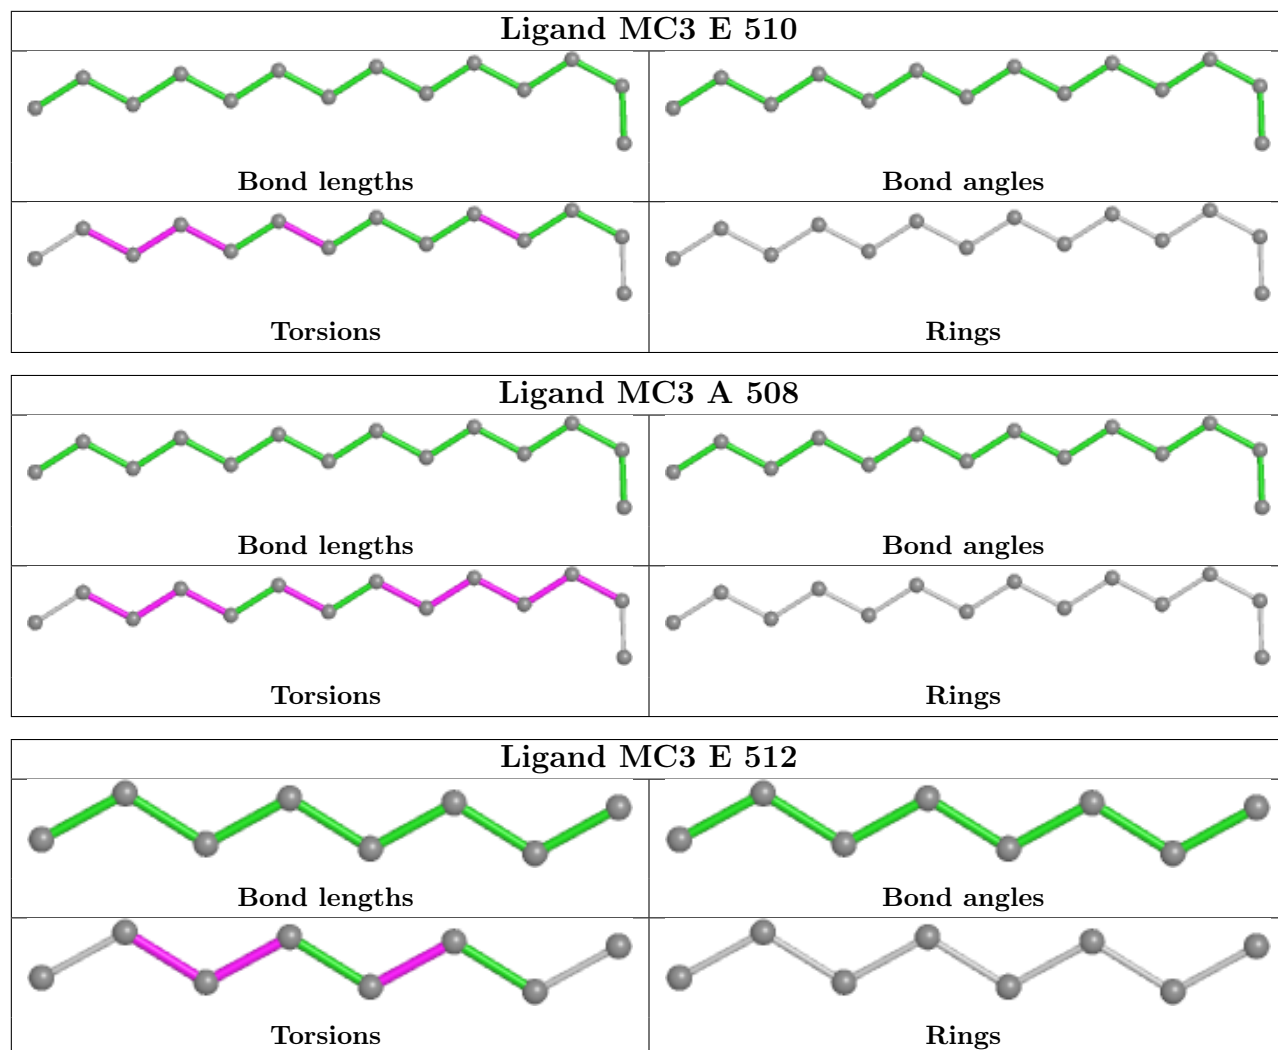 Ligand MC3 E 510
Bond lengths Bond angles
Torsions Rings
Ligand MC3 A 508
Bond lengths Bond angles
Torsions Rings
Ligand MC3 E 512
Bond lengths Bond angles
Torsions Rings